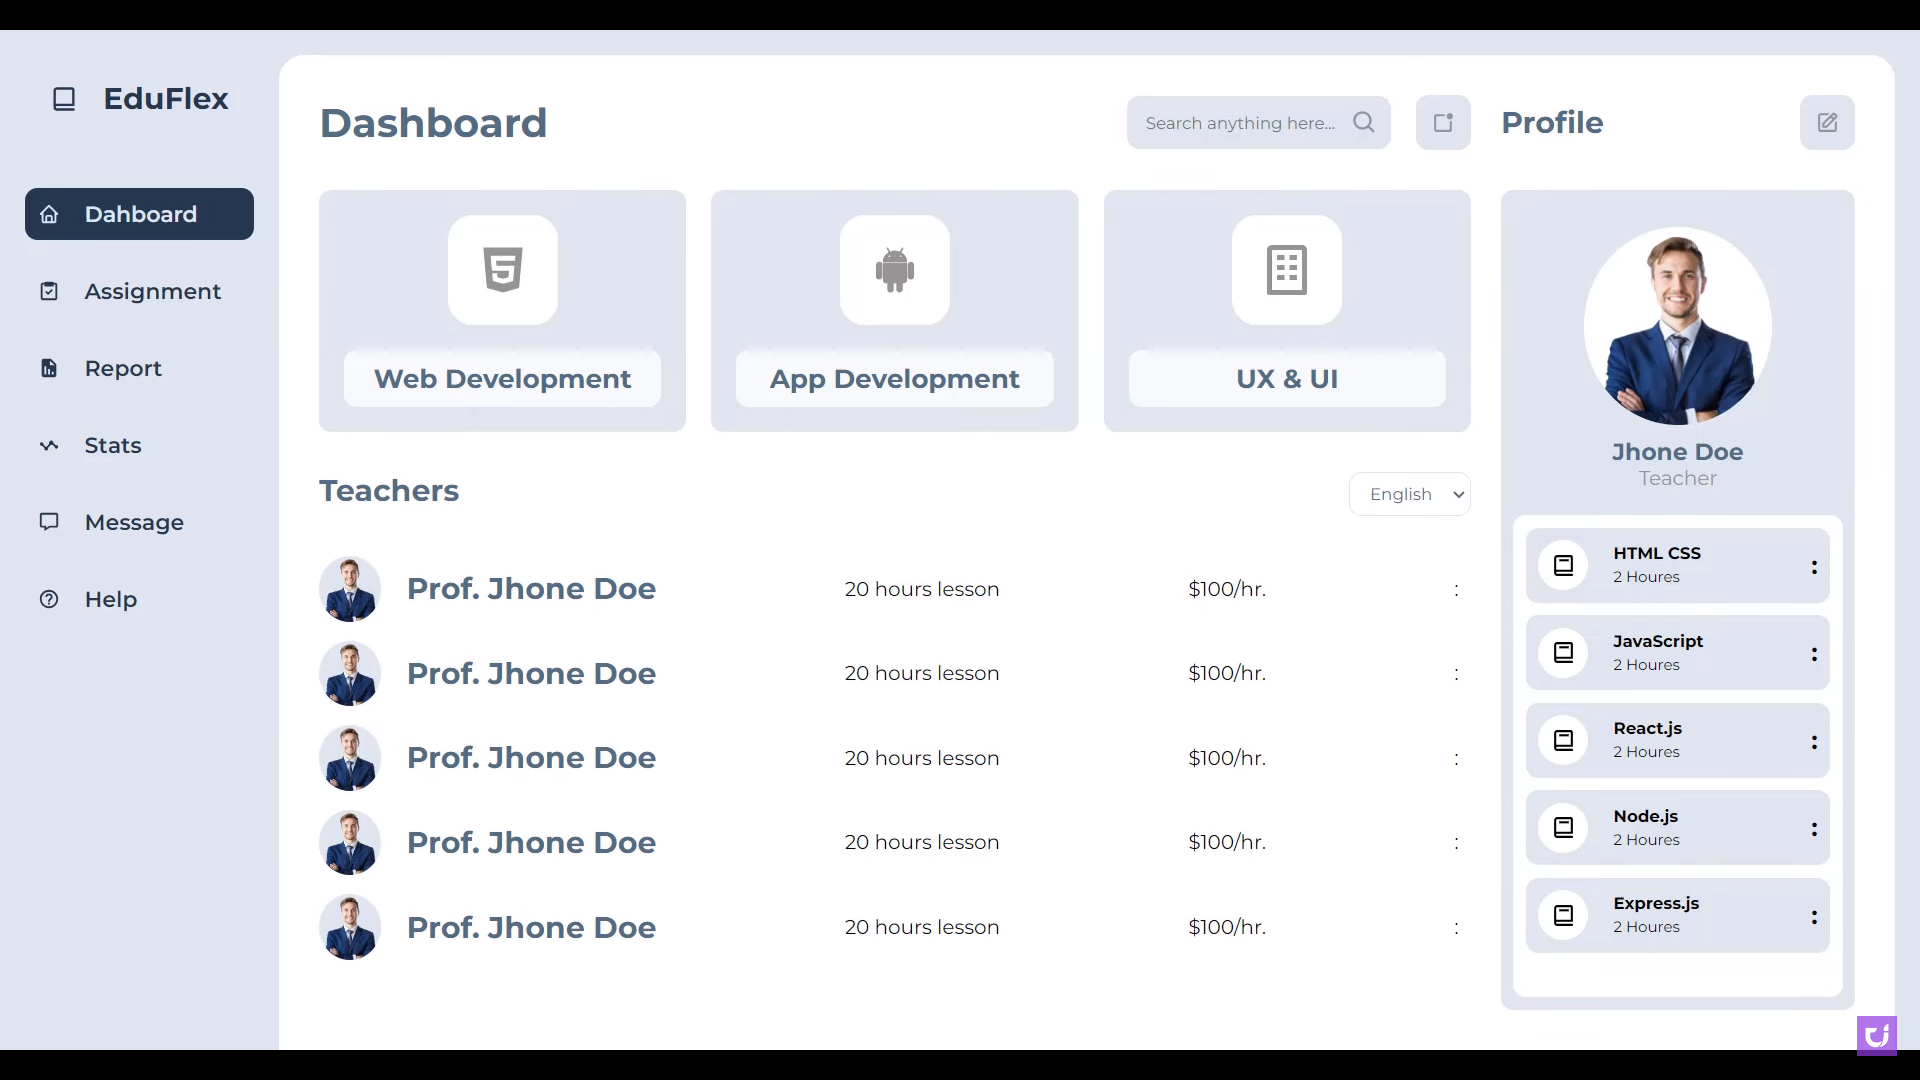 EduFlex
Dahboard
Assignment
Report
Stats
Message
Help
Dashboard
Search anything here...
Web Development
App Development
UX & UI
Teachers
English
Prof. Jhone Doe 20 hours lesson $100/hr. :
Prof. Jhone Doe 20 hours lesson $100/hr. :
Prof. Jhone Doe 20 hours lesson $100/hr. :
Prof. Jhone Doe 20 hours lesson $100/hr. :
Prof. Jhone Doe 20 hours lesson $100/hr. :
Profile
Jhone Doe
Teacher
HTML CSS
2 Houres
:
JavaScript
2 Houres
:
React.js
2 Houres
:
Node.js
2 Houres
:
Express.js
2 Houres
: